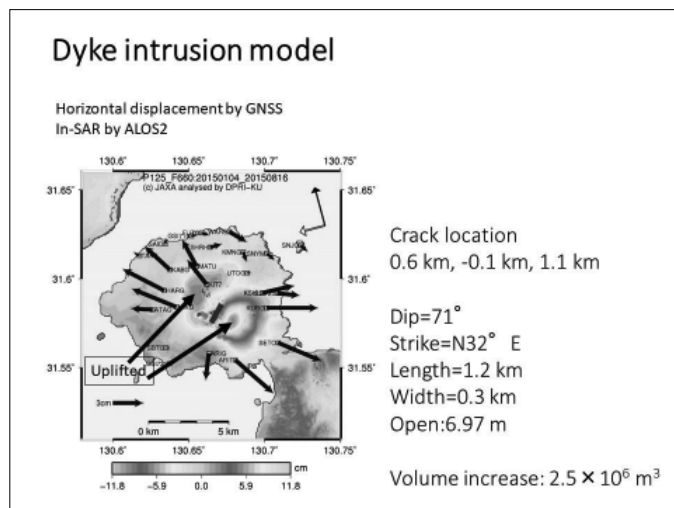 Dyke intrusion model
Horizontal displacement by GNSS
In-SAR by ALOS2
130.6° 130.65° 130.7° 130.75°
P125_F660:20150104_20150816
(c) JAXA analysed by DPRI-KU
31.65° 31.65°
SNJO
KMNO
UTOG
31.6° 31.6°
HARG
SETO
31.55° 31.55°
Uplifted
3cm
0 km 5 km
130.6° 130.65° 130.7° 130.75°
cm
−11.8 −5.9 0.0 5.9 11.8
Crack location
0.6 km, -0.1 km, 1.1 km
Dip=71°
Strike=N32° E
Length=1.2 km
Width=0.3 km
Open:6.97 m
Volume increase: 2.5 × 10⁶ m³